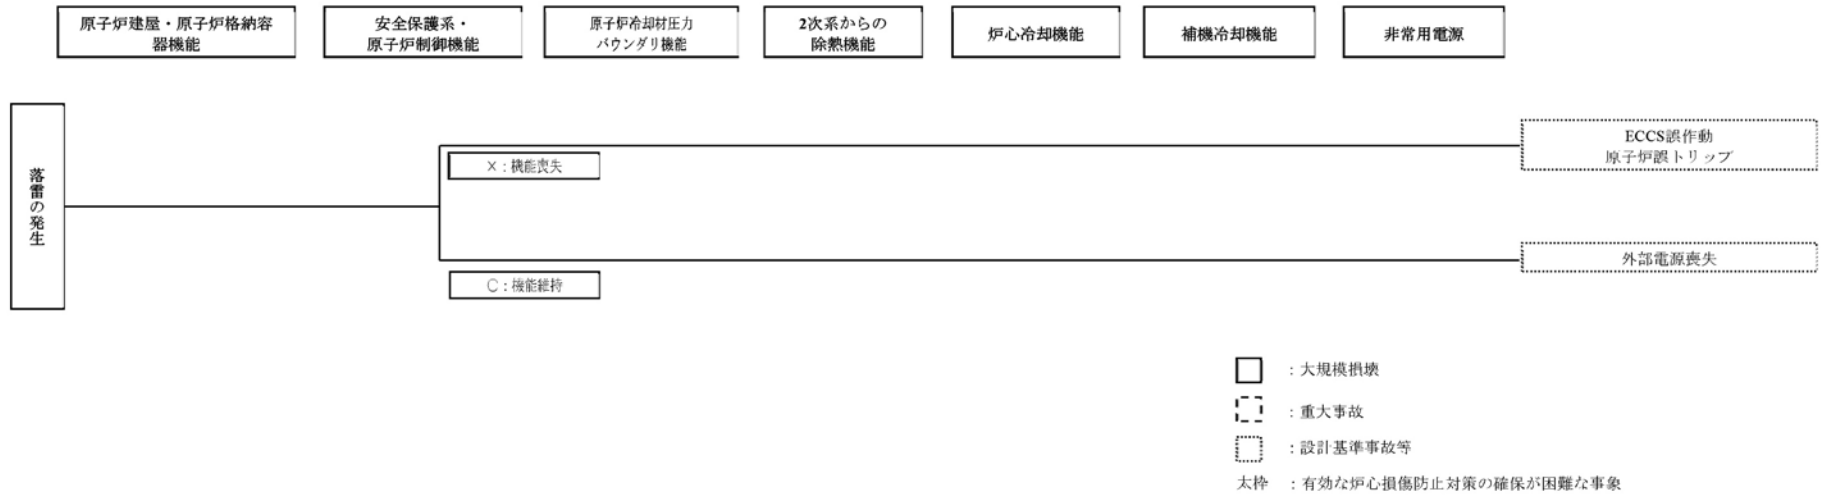 原子炉建屋・原子炉格納容
器機能
安全保護系・
原子炉制御機能
原子炉冷却材圧力
バウンダリ機能
2次系からの
除熱機能
炉心冷却機能
補機冷却機能
非常用電源
落雷の発生
×：機能喪失
○：機能維持
ECCS誤作動
原子炉誤トリップ
外部電源喪失
：大規模損壊
：重大事故
：設計基準事故等
太枠 ：有効な炉心損傷防止対策の確保が困難な事象